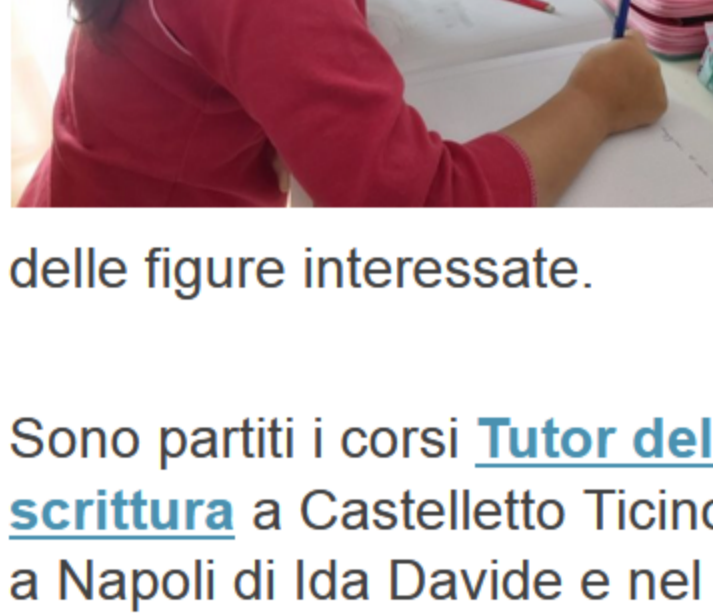 delle figure interessate.
Sono partiti i corsi Tutor del
scrittura a Castelletto Ticino
a Napoli di Ida Davide e nel